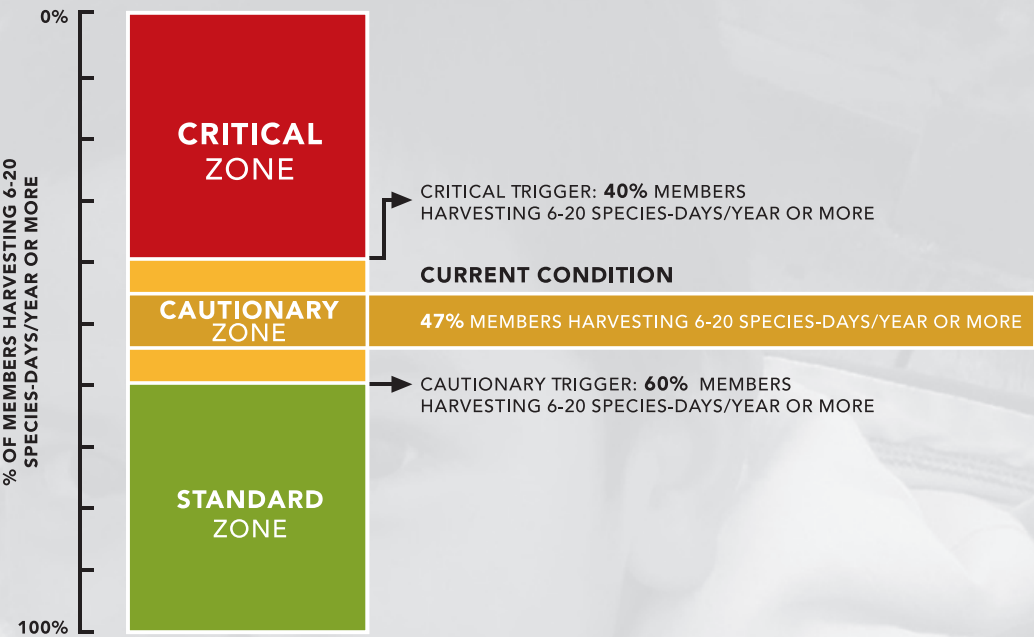 0%
% OF MEMBERS HARVESTING 6-20
SPECIES-DAYS/YEAR OR MORE
100%
CRITICAL
ZONE
CRITICAL TRIGGER: 40% MEMBERS
HARVESTING 6-20 SPECIES-DAYS/YEAR OR MORE
CURRENT CONDITION
CAUTIONARY
ZONE
47% MEMBERS HARVESTING 6-20 SPECIES-DAYS/YEAR OR MORE
CAUTIONARY TRIGGER: 60% MEMBERS
HARVESTING 6-20 SPECIES-DAYS/YEAR OR MORE
STANDARD
ZONE